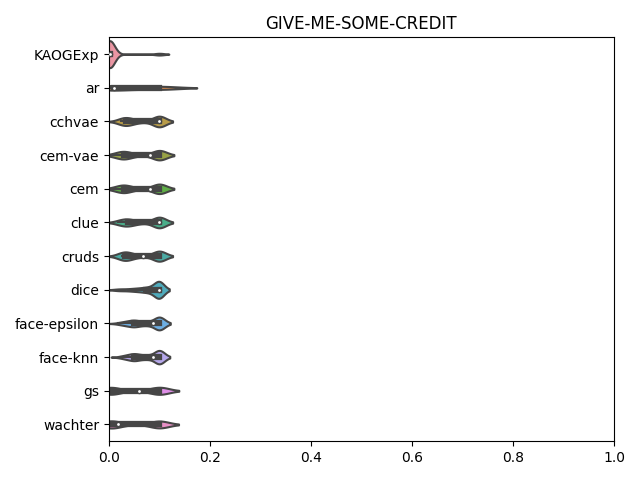 GIVE-ME-SOME-CREDIT
KAOGExp
ar
cchvae
cem-vae
cem
clue
cruds
dice
face-epsilon
face-knn
gs
wachter
0.0 0.2 0.4 0.6 0.8 1.0